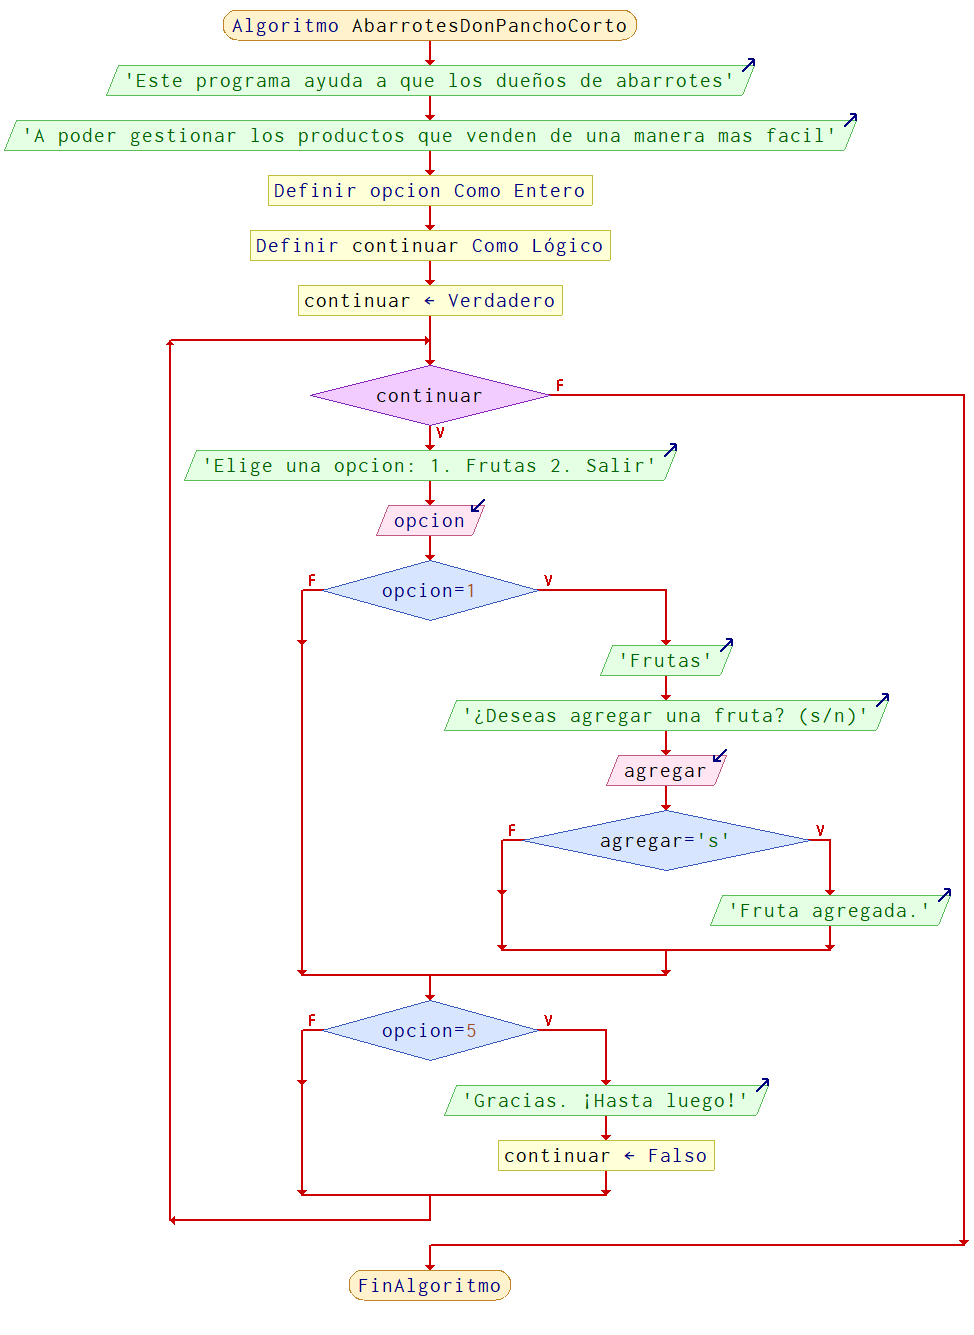 Algoritmo AbarrotesDonPanchoCorto
'Este programa ayuda a que los dueños de abarrotes'
'A poder gestionar los productos que venden de una manera mas facil'
Definir opcion Como Entero
Definir continuar Como Lógico
continuar ← Verdadero
continuar
F
V
'Elige una opcion: 1. Frutas 2. Salir'
opcion
opcion=1
F
V
'Frutas'
'¿Deseas agregar una fruta? (s/n)'
agregar
agregar='s'
F
V
'Fruta agregada.'
opcion=5
F
V
'Gracias. ¡Hasta luego!'
continuar ← Falso
FinAlgoritmo